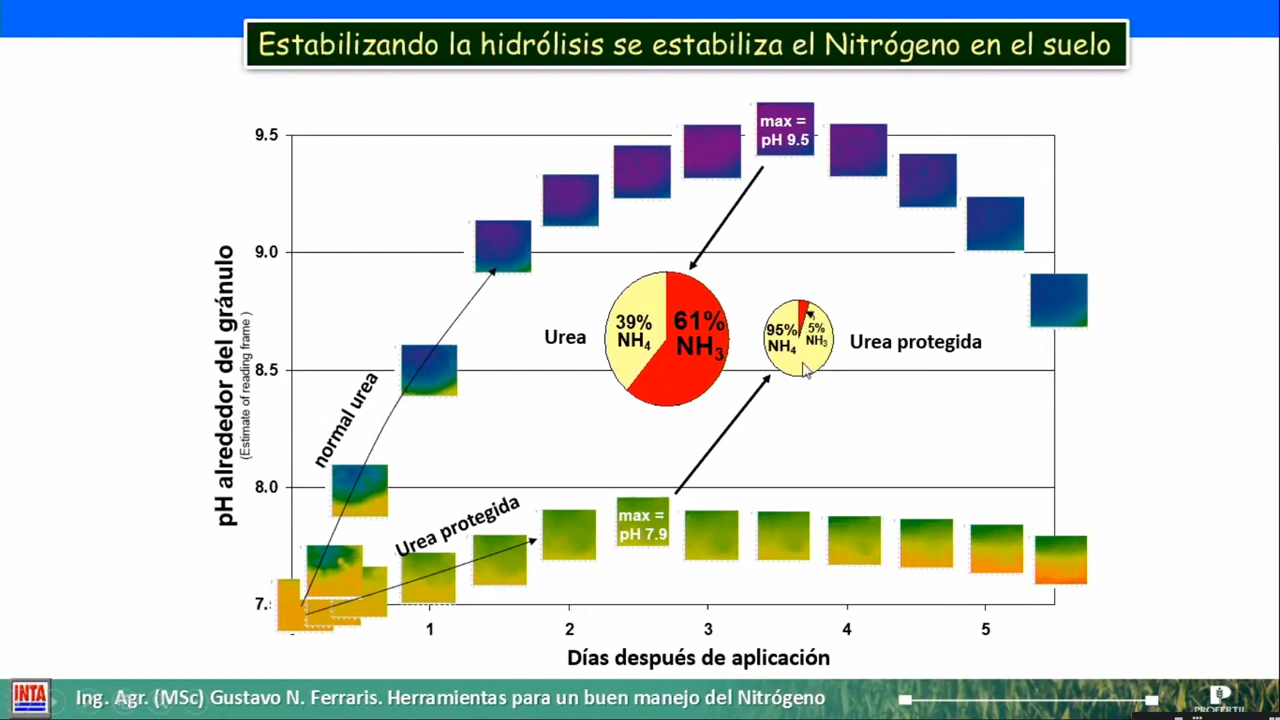 Estabilizando la hidrólisis se estabiliza el Nitrógeno en el suelo
max =
pH 9.5
9.5
9.0
8.5
8.0
7.
pH alrededor del gránulo
(Estimate of reading frame )
normal urea
Urea protegida
Urea
39%
NH4
61%
NH3
95%
NH4
5%
NH3
Urea protegida
max =
pH 7.9
1
2
3
4
5
Días después de aplicación
INTA
Ing. Agr. (MSc) Gustavo N. Ferraris. Herramientas para un buen manejo del Nitrógeno
PROFERTIL